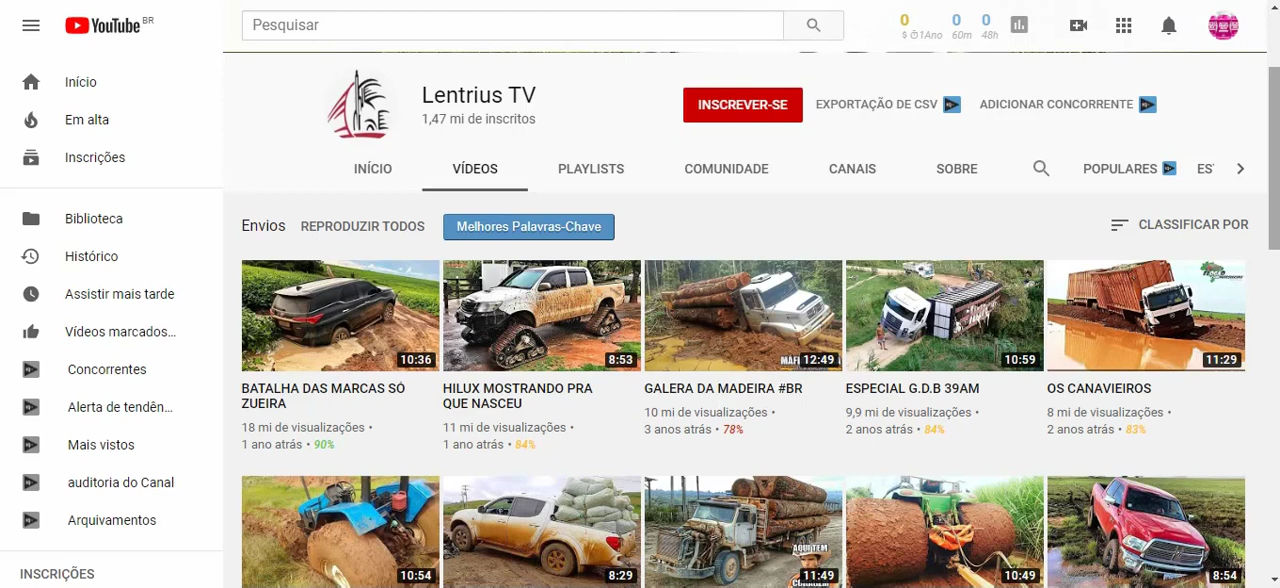 YouTube BR
Pesquisar
0 0 0
$ 1Ano 60m 48h
Início
Em alta
Inscrições
Biblioteca
Histórico
Assistir mais tarde
Vídeos marcados...
Concorrentes
Alerta de tendên...
Mais vistos
auditoria do Canal
Arquivamentos
INSCRIÇÕES
Lentrius TV
1,47 mi de inscritos
INSCREVER-SE
EXPORTAÇÃO DE CSV
ADICIONAR CONCORRENTE
INÍCIO VÍDEOS PLAYLISTS COMUNIDADE CANAIS SOBRE POPULARES ES
Envios REPRODUZIR TODOS Melhores Palavras-Chave CLASSIFICAR POR
10:36
BATALHA DAS MARCAS SÓ
ZUEIRA
18 mi de visualizações •
1 ano atrás • 90%
8:53
HILUX MOSTRANDO PRA
QUE NASCEU
11 mi de visualizações •
1 ano atrás • 84%
12:49
GALERA DA MADEIRA #BR
10 mi de visualizações •
3 anos atrás • 78%
10:59
ESPECIAL G.D.B 39AM
9,9 mi de visualizações •
2 anos atrás • 84%
11:29
OS CANAVIEIROS
8 mi de visualizações •
2 anos atrás • 83%
10:54
8:29
AQUI TEM
11:49
10:49
8:54